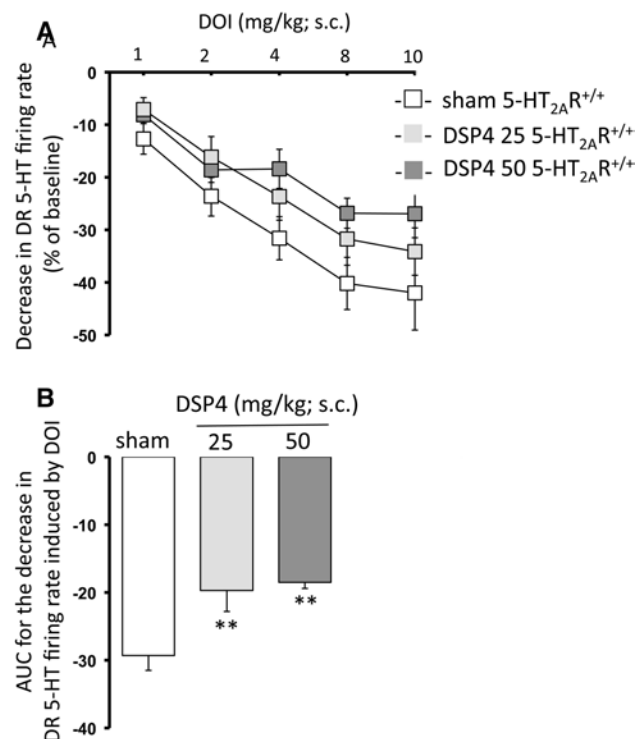 A
A
DOI (mg/kg; s.c.)
1 2 4 8 10
0
-10
-20
-30
-40
-50
Decrease in DR 5-HT firing rate
(% of baseline)
sham 5-HT2AR+/+
DSP4 25 5-HT2AR+/+
DSP4 50 5-HT2AR+/+
B
DSP4 (mg/kg; s.c.)
sham 25 50
0
-10
-20
-30
-40
AUC for the decrease in
DR 5-HT firing rate induced by DOI
** **